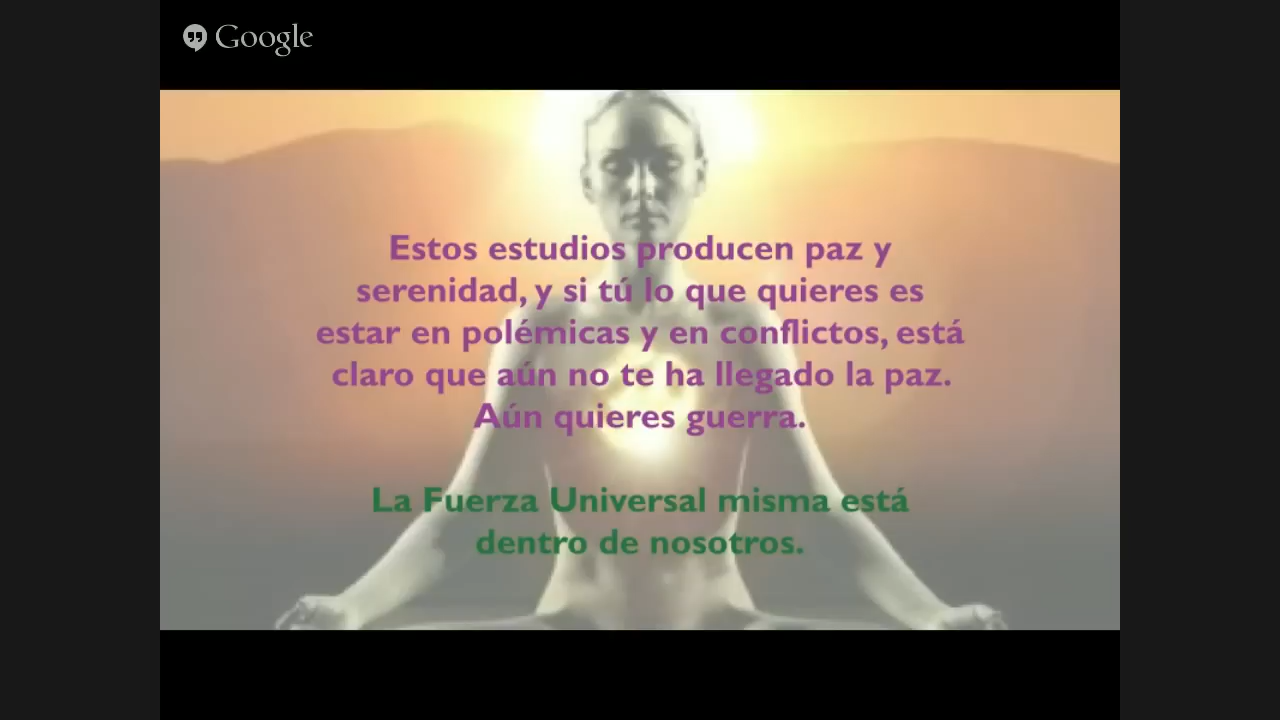 Google
Estos estudios producen paz y
serenidad, y si tú lo que quieres es
estar en polémicas y en conflictos, está
claro que aún no te ha llegado la paz.
Aún quieres guerra.
La Fuerza Universal misma está
dentro de nosotros.